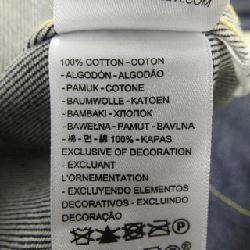 100% COTTON-COTON
-ALGODÓN-ALGODÃO
-PAMUK-COTONE
-BAUMWOLLE-KATOEN
-BAMBAKI-ХЛОПОК
-BAWEŁNA-PAMUT-BAVLNA
-棉-면-綿-100%-KAPAS
EXCLUSIVE OF DECORATION -
EXCLUANT
L'ORNEMENTATION
-EXCLUYENDO ELEMENTOS
DECORATIVOS-EXCLUINDO
DECORAÇÃO